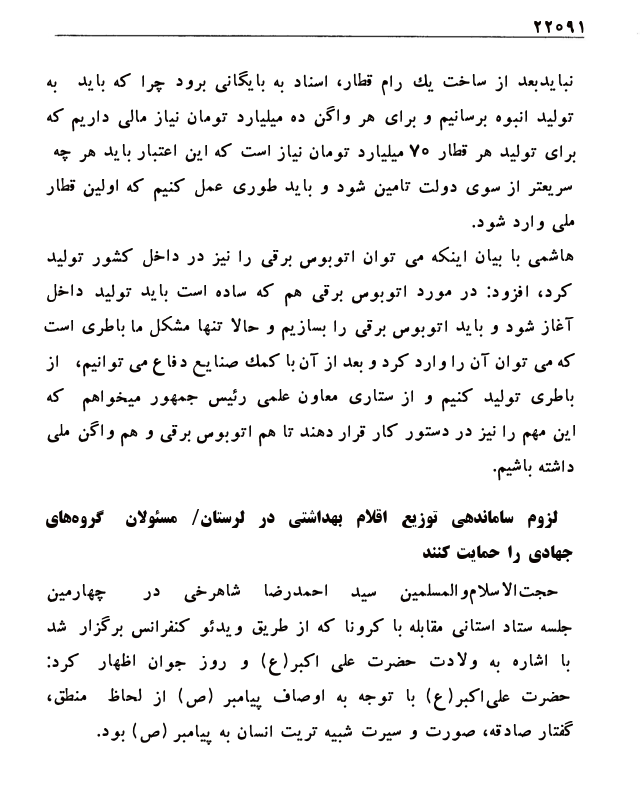 ۲۲۰۹۱
نبایدبعد از ساخت یك رام قطار، اسناد به بایگانی برود چرا که باید به
تولید انبوه برسانیم و برای هر واگن ده میلیارد تومان نیاز مالی داریم که
برای تولید هر قطار ۷۰ میلیارد تومان نیاز است که این اعتبار باید هر چه
سریعتر از سوی دولت تامین شود و باید طوری عمل کنیم که اولین قطار
ملی وارد شود.
هاشمی با بیان اینکه می توان اتوبوس برقی را نیز در داخل کشور تولید
کرد، افزود: در مورد اتوبوس برقی هم که ساده است باید تولید داخل
آغاز شود و باید اتوبوس برقی را بسازیم و حالا تنها مشکل ما باطری است
که می توان آن را وارد کرد و بعد از آن با کمك صنایع دفاع می توانیم، از
باطری تولید کنیم و از ستاری معاون علمی رئیس جمهور میخواهم که
این مهم را نیز در دستور کار قرار دهند تا هم اتوبوس برقی و هم واگن ملی
داشته باشیم.
لزوم ساماندهی توزیع اقلام بهداشتی در لرستان/ مسئولان گروه‌های
جهادی را حمایت کنند
حجت‌الاسلام‌والمسلمین سید احمدرضا شاهرخی در چهارمین
جلسه ستاد استانی مقابله با کرونا که از طریق ویدئو کنفرانس برگزار شد
با اشاره به ولادت حضرت علی اکبر(ع) و روز جوان اظهار کرد:
حضرت علی‌اکبر(ع) با توجه به اوصاف پیامبر (ص) از لحاظ منطق،
گفتار صادقه، صورت و سیرت شبیه تریت انسان به پیامبر (ص) بود.